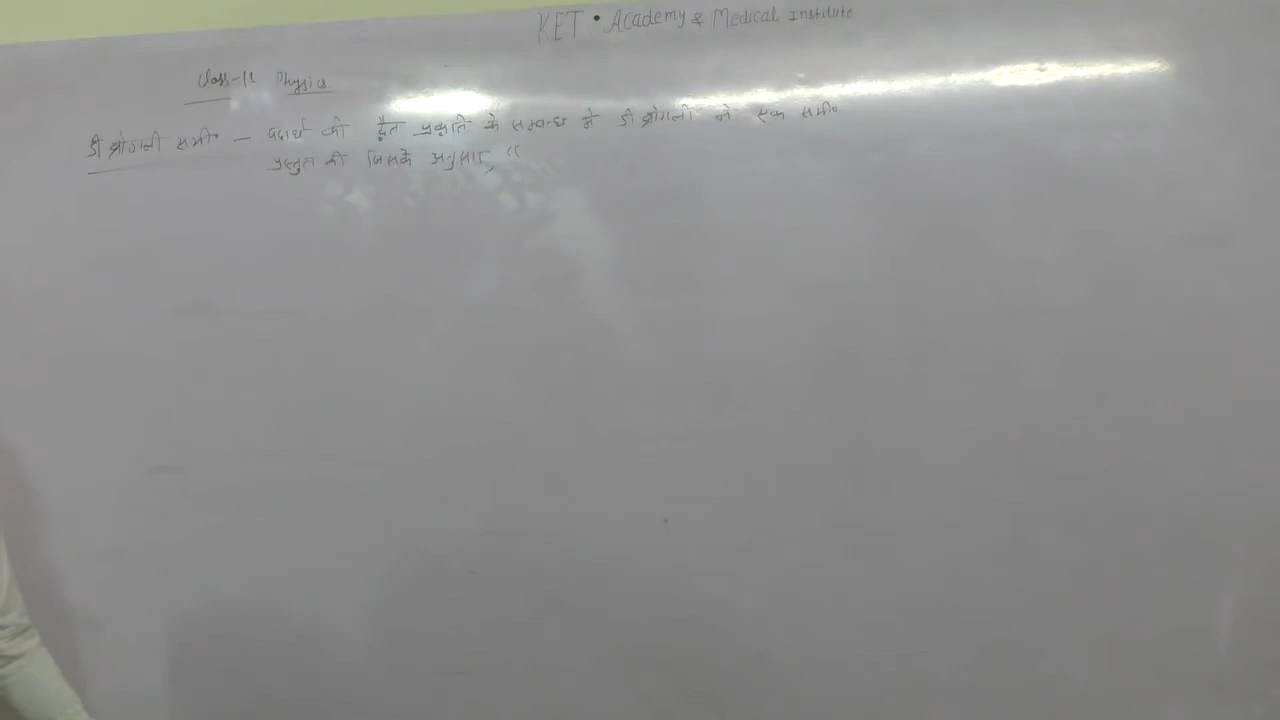 KET • Academy & Medical Institute
Class-12 Physics
डी ब्रोगली समी० – पदार्थ की द्वैत प्रकृति के सम्बन्ध मे डी ब्रोगली ने एक समी०
प्रस्तुत की जिसके अनुसार, “